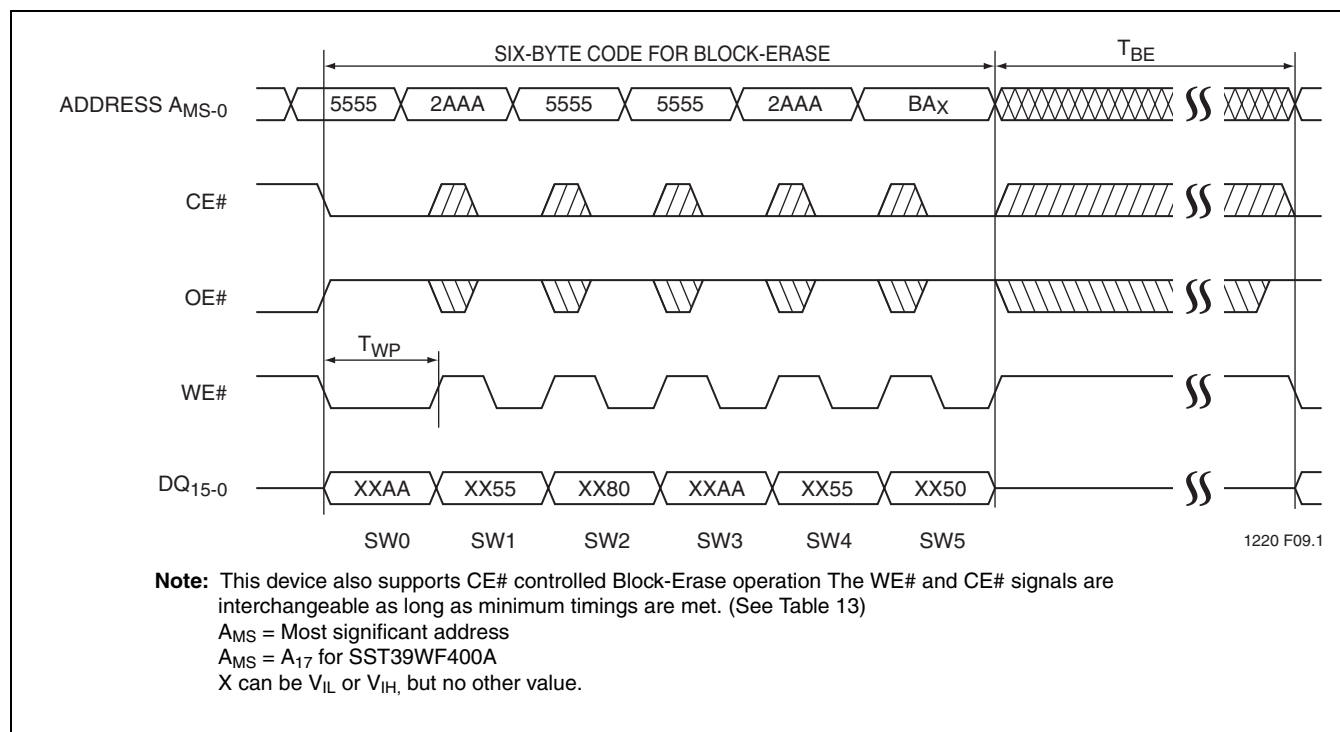 SIX-BYTE CODE FOR BLOCK-ERASE
TBE
ADDRESS AMS-0
5555 2AAA 5555 5555 2AAA BAX
CE#
OE#
TWP
WE#
DQ15-0
XXAA XX55 XX80 XXAA XX55 XX50
SW0 SW1 SW2 SW3 SW4 SW5
1220 F09.1
Note: This device also supports CE# controlled Block-Erase operation The WE# and CE# signals are
interchangeable as long as minimum timings are met. (See Table 13)
AMS = Most significant address
AMS = A17 for SST39WF400A
X can be VIL or VIH, but no other value.